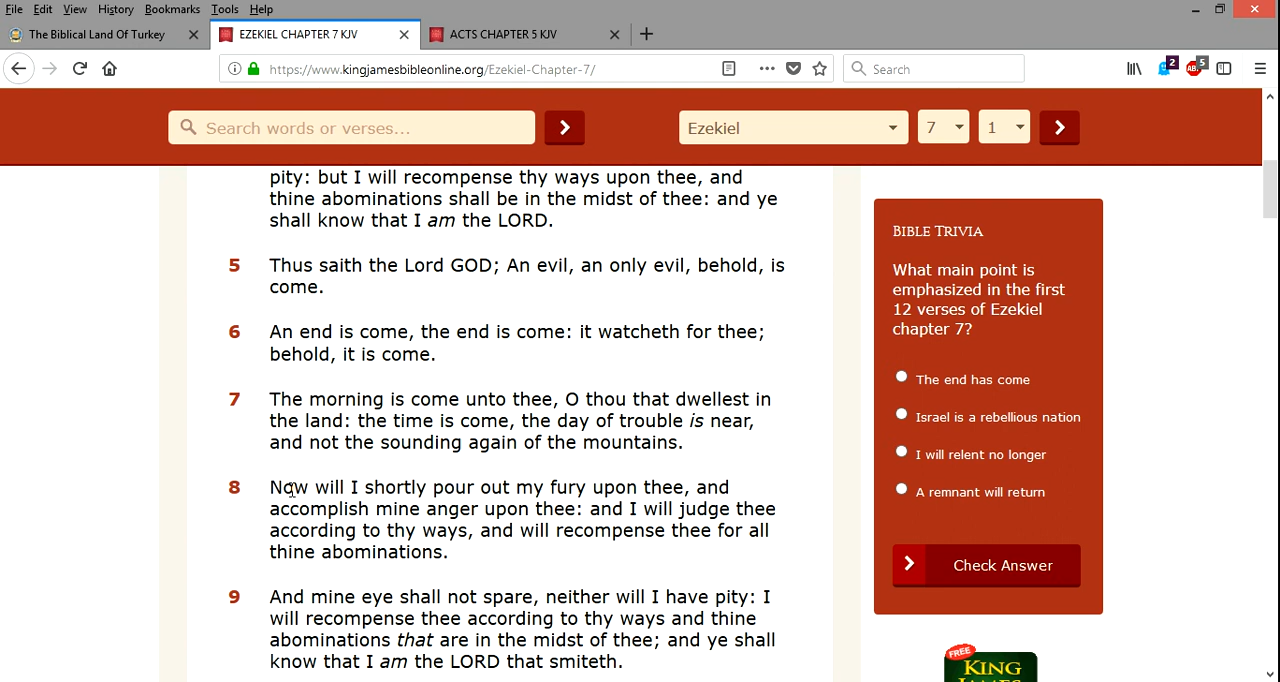 File Edit View History Bookmarks Tools Help
The Biblical Land Of Turkey
EZEKIEL CHAPTER 7 KJV
ACTS CHAPTER 5 KJV
https://www.kingjamesbibleonline.org/Ezekiel-Chapter-7/
Search
2
ABP
5
Search words or verses...
Ezekiel
7
1
pity: but I will recompense thy ways upon thee, and
thine abominations shall be in the midst of thee: and ye
shall know that I am the LORD.
5 Thus saith the Lord GOD; An evil, an only evil, behold, is
come.
6 An end is come, the end is come: it watcheth for thee;
behold, it is come.
7 The morning is come unto thee, O thou that dwellest in
the land: the time is come, the day of trouble is near,
and not the sounding again of the mountains.
8 Now will I shortly pour out my fury upon thee, and
accomplish mine anger upon thee: and I will judge thee
according to thy ways, and will recompense thee for all
thine abominations.
9 And mine eye shall not spare, neither will I have pity: I
will recompense thee according to thy ways and thine
abominations that are in the midst of thee; and ye shall
know that I am the LORD that smiteth.
BIBLE TRIVIA
What main point is
emphasized in the first
12 verses of Ezekiel
chapter 7?
The end has come
Israel is a rebellious nation
I will relent no longer
A remnant will return
Check Answer
FREE
KING